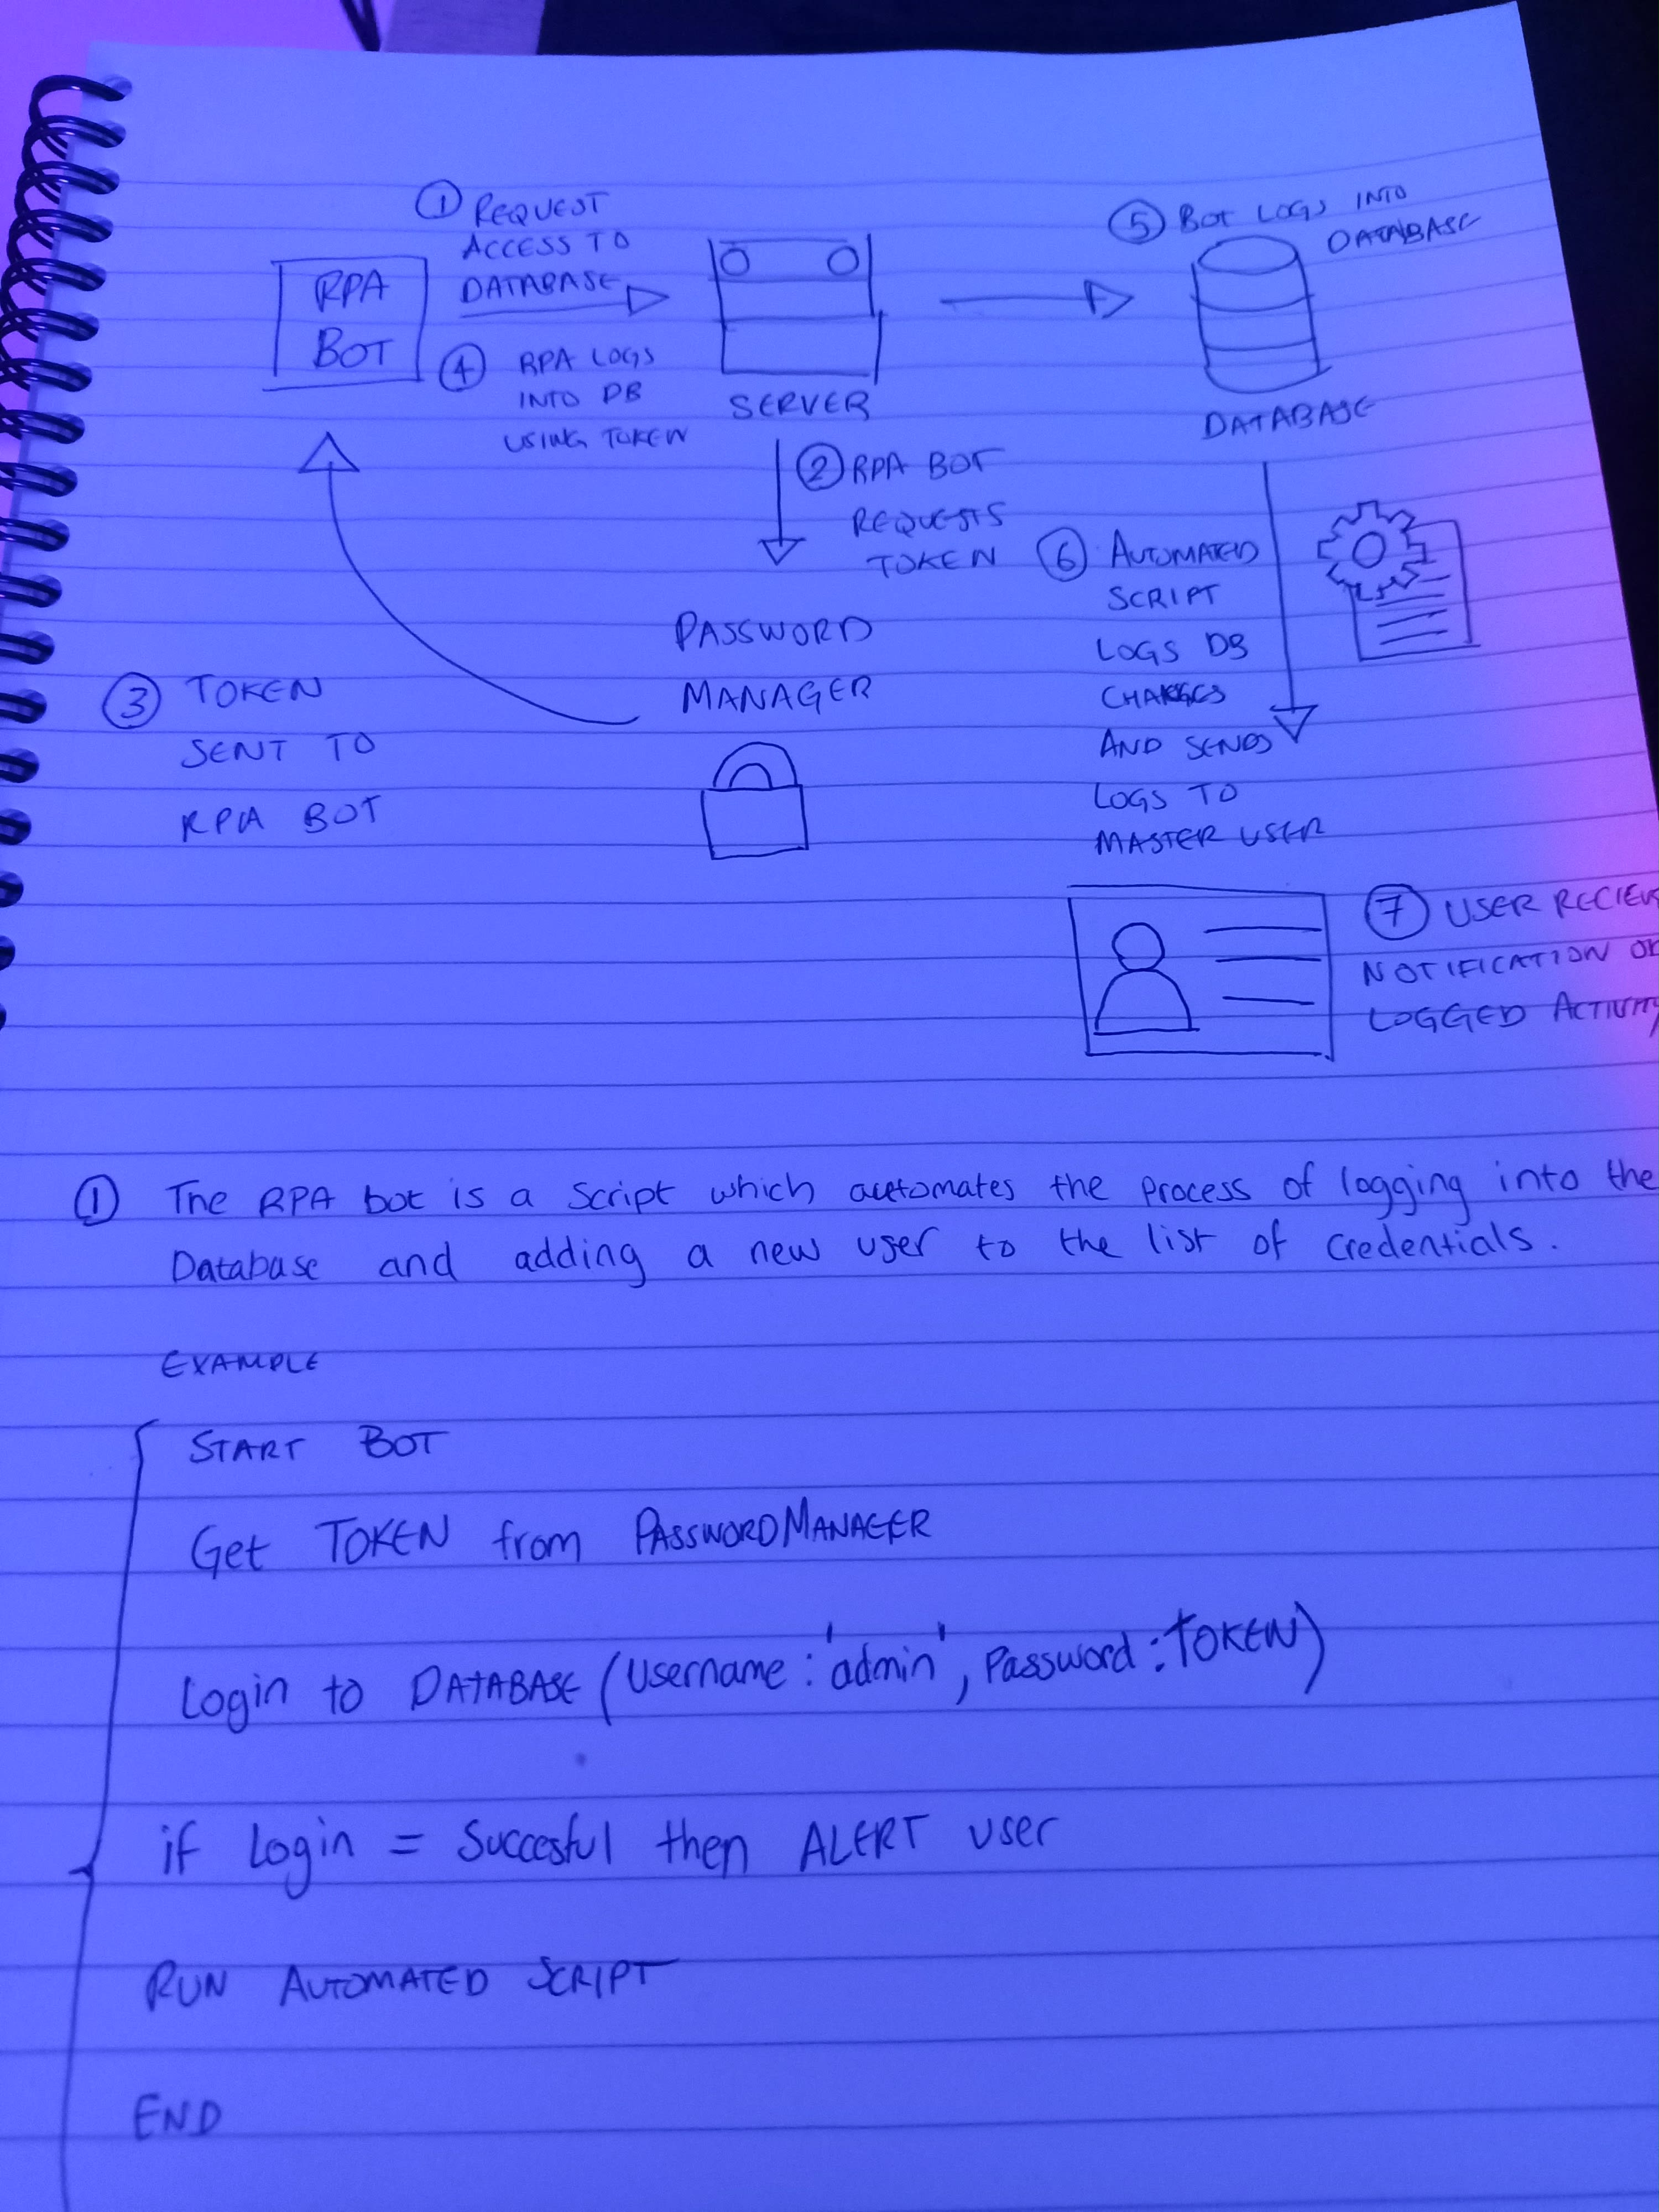 ① REQUEST
ACCESS TO
DATABASE
RPA
BOT
④ RPA LOGS
INTO DB
USING TOKEN
SERVER
⑤ BOT LOGS INTO
DATABASE
DATABASE
② RPA BOT
REQUESTS
TOKEN
PASSWORD
MANAGER
③ TOKEN
SENT TO
RPA BOT
⑥ AUTOMATED
SCRIPT
LOGS DB
CHANGES
AND SENDS
LOGS TO
MASTER USER
⑦ USER RECIEV
NOTIFICATION OF
LOGGED ACTIVITY
① The RPA bot is a script which automates the process of logging into the
Database and adding a new user to the list of credentials.
EXAMPLE
START BOT
Get TOKEN from PASSWORDMANAGER
Login to DATABASE (Username : 'admin', Password : TOKEN)
if Login = Succesful then ALERT user
RUN AUTOMATED SCRIPT
END